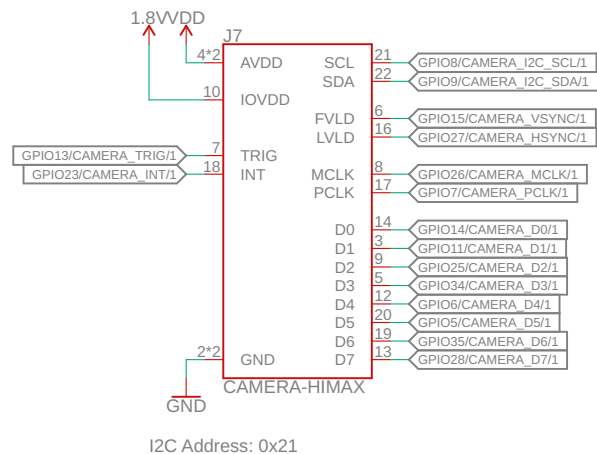 1.8V VDD
J7
4*2 AVDD SCL 21 GPIO8/CAMERA_I2C_SCL/1
SDA 22 GPIO9/CAMERA_I2C_SDA/1
10 IOVDD
FVLD 6 GPIO15/CAMERA_VSYNC/1
LVLD 16 GPIO27/CAMERA_HSYNC/1
GPIO13/CAMERA_TRIG/1 7 TRIG
GPIO23/CAMERA_INT/1 18 INT MCLK 8 GPIO26/CAMERA_MCLK/1
PCLK 17 GPIO7/CAMERA_PCLK/1
D0 14 GPIO14/CAMERA_D0/1
D1 3 GPIO11/CAMERA_D1/1
D2 9 GPIO25/CAMERA_D2/1
D3 5 GPIO34/CAMERA_D3/1
D4 12 GPIO6/CAMERA_D4/1
D5 20 GPIO5/CAMERA_D5/1
D6 19 GPIO35/CAMERA_D6/1
2*2 GND D7 13 GPIO28/CAMERA_D7/1
CAMERA-HIMAX
GND
I2C Address: 0x21